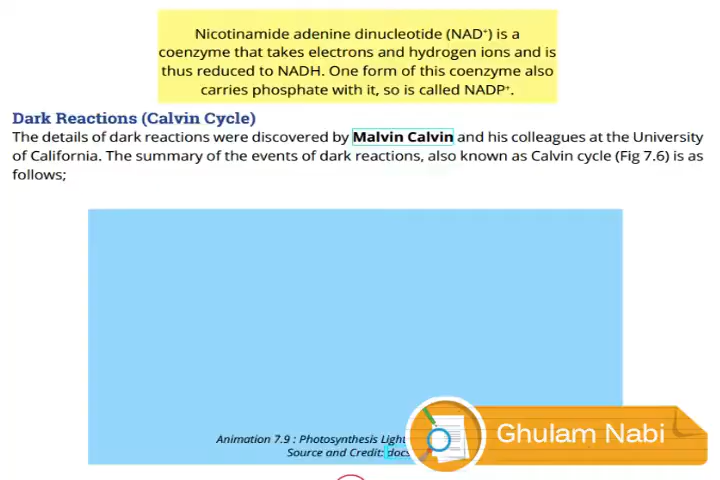 Nicotinamide adenine dinucleotide (NAD⁺) is a
coenzyme that takes electrons and hydrogen ions and is
thus reduced to NADH. One form of this coenzyme also
carries phosphate with it, so is called NADP⁺.
Dark Reactions (Calvin Cycle)
The details of dark reactions were discovered by Malvin Calvin and his colleagues at the University
of California. The summary of the events of dark reactions, also known as Calvin cycle (Fig 7.6) is as
follows;
Animation 7.9 : Photosynthesis Light
Source and Credit: docs
Ghulam Nabi